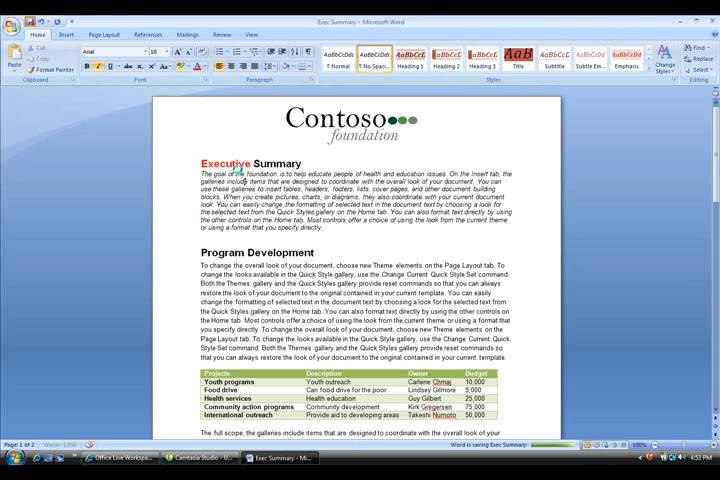 Exec Summary - Microsoft Word
Home Insert Page Layout References Mailings Review View
Paste
Cut
Copy
Format Painter
Clipboard
Arial 10
Font
Paragraph
AaBbCcDd AaBbCcDd AaBbCc AaBbCc AaBbCc AaB AaBbCcDd AaBbCcDd AaBbCcDd
¶ Normal ¶ No Spaci... Heading 1 Heading 2 Heading 3 Title Subtitle Subtle Em... Emphasis
Change Styles
Styles
Find
Replace
Select
Editing
Contoso
foundation
Executive Summary
The goal of the foundation is to help educate people of health and education issues. On the Insert tab, the
galleries include items that are designed to coordinate with the overall look of your document. You can
use these galleries to insert tables, headers, footers, lists, cover pages, and other document building
blocks. When you create pictures, charts, or diagrams, they also coordinate with your current document
look. You can easily change the formatting of selected text in the document text by choosing a look for
the selected text from the Quick Styles gallery on the Home tab. You can also format text directly by using
the other controls on the Home tab. Most controls offer a choice of using the look from the current theme
or using a format that you specify directly.
Program Development
To change the overall look of your document, choose new Theme elements on the Page Layout tab. To
change the looks available in the Quick Style gallery, use the Change Current Quick Style Set command.
Both the Themes gallery and the Quick Styles gallery provide reset commands so that you can always
restore the look of your document to the original contained in your current template. You can easily
change the formatting of selected text in the document text by choosing a look for the selected text from
the Quick Styles gallery on the Home tab. You can also format text directly by using the other controls on
the Home tab. Most controls offer a choice of using the look from the current theme or using a format that
you specify directly. To change the overall look of your document, choose new Theme elements on the
Page Layout tab. To change the looks available in the Quick Style gallery, use the Change Current Quick
Style Set command. Both the Themes gallery and the Quick Styles gallery provide reset commands so
that you can always restore the look of your document to the original contained in your current template.
Projects Description Owner Budget
Youth programs Youth outreach Carlene Chmaj 10,000
Food drive Can food drive for the poor Lindsey Gilmore 5,000
Health services Health education Guy Gilbert 25,000
Community action programs Community development Kirk Gregersen 75,000
International outreach Provide aid to developing areas Takeshi Numoto 50,000
The full scope, the galleries include items that are designed to coordinate with the overall look of your
Page: 1 of 2 Words: Word is saving Exec Summary: 100%
Office Live Workspa... Camtasia Studio - U... Exec Summary - Mi... 4:53 PM